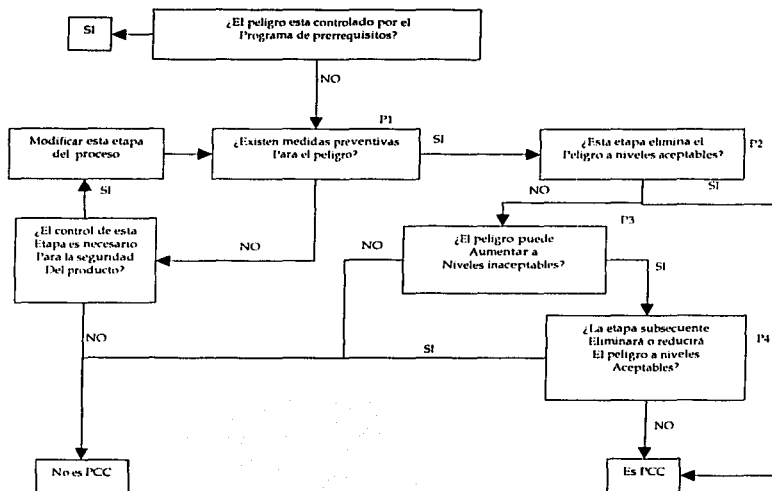 SI
¿El peligro esta controlado por el
Programa de prerrequisitos?
NO
P1
Modificar esta etapa
del proceso
¿Existen medidas preventivas
Para el peligro?
SI
¿Esta etapa elimina el
Peligro a niveles aceptables?
P2
SI
NO
SI
P3
¿El control de esta
Etapa es necesario
Para la seguridad
Del producto?
NO
NO
¿El peligro puede
Aumentar a
Niveles inaceptables?
SI
NO
SI
¿La etapa subsecuente
Eliminará o reducirá
El peligro a niveles
Aceptables?
P4
NO
No es PCC
Es PCC